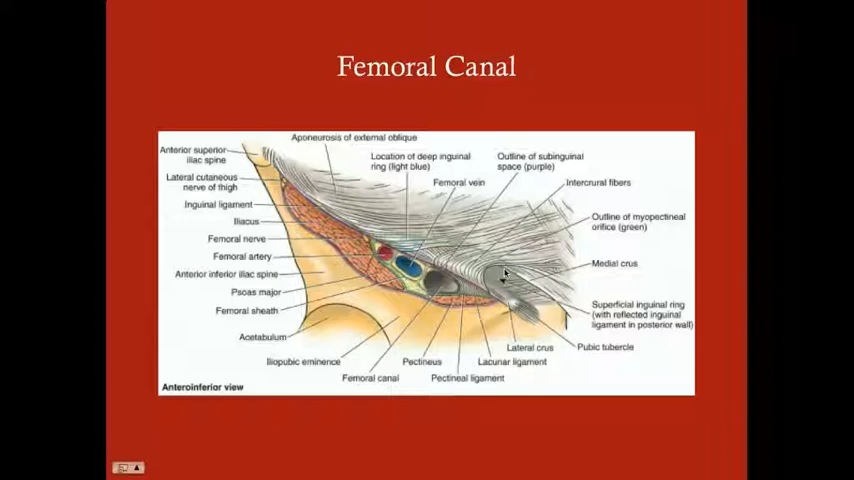 Femoral Canal
Aponeurosis of external oblique
Anterior superior
iliac spine
Location of deep inguinal
ring (light blue)
Outline of subinguinal
space (purple)
Lateral cutaneous
nerve of thigh
Femoral vein
Intercrural fibers
Inguinal ligament
Outline of myopectineal
orifice (green)
Iliacus
Femoral nerve
Femoral artery
Medial crus
Anterior inferior iliac spine
Psoas major
Femoral sheath
Superficial inguinal ring
(with reflected inguinal
ligament in posterior wall)
Acetabulum
Lateral crus
Pubic tubercle
Iliopubic eminence
Pectineus
Lacunar ligament
Femoral canal
Pectineal ligament
Anteroinferior view